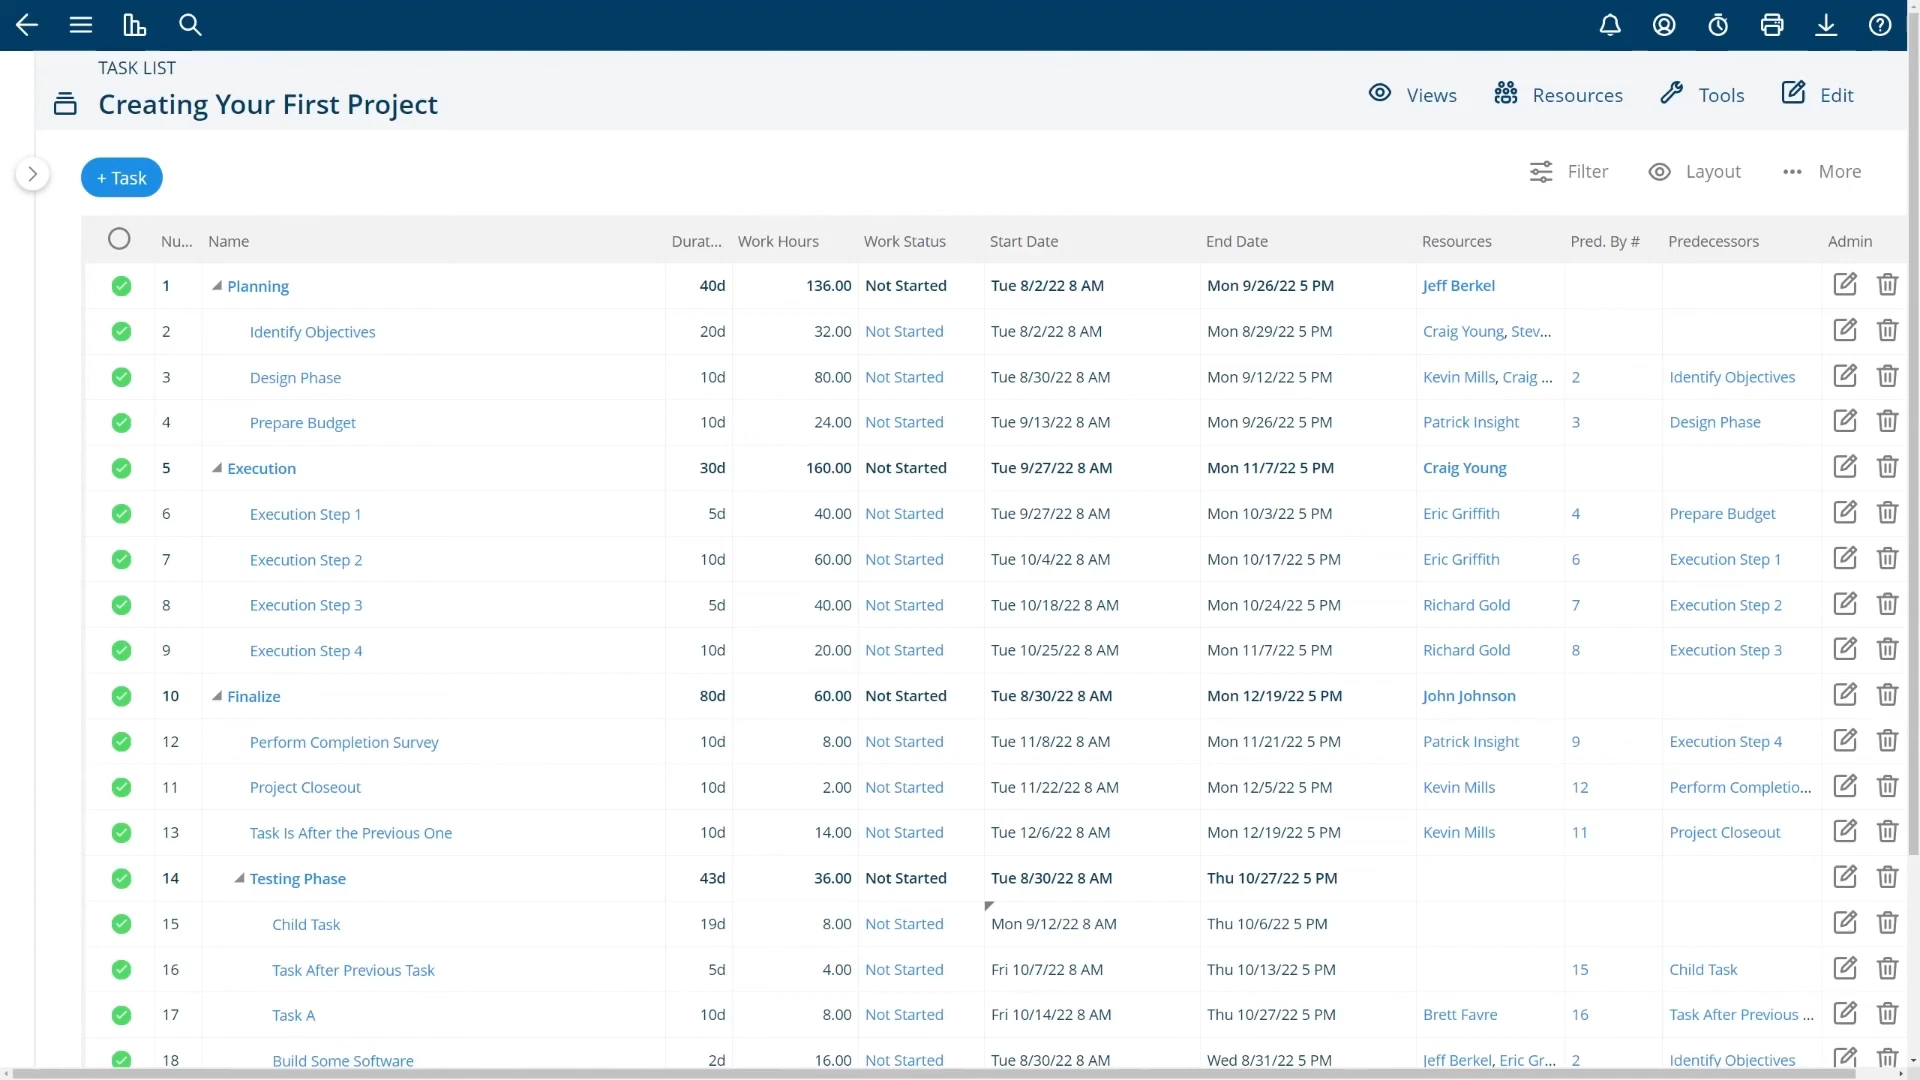 TASK LIST
Creating Your First Project
Views Resources Tools Edit
+ Task
Filter Layout More
Nu... Name Durat... Work Hours Work Status Start Date End Date Resources Pred. By # Predecessors Admin
1 Planning 40d 136.00 Not Started Tue 8/2/22 8 AM Mon 9/26/22 5 PM Jeff Berkel
2 Identify Objectives 20d 32.00 Not Started Tue 8/2/22 8 AM Mon 8/29/22 5 PM Craig Young, Stev...
3 Design Phase 10d 80.00 Not Started Tue 8/30/22 8 AM Mon 9/12/22 5 PM Kevin Mills, Craig ... 2 Identify Objectives
4 Prepare Budget 10d 24.00 Not Started Tue 9/13/22 8 AM Mon 9/26/22 5 PM Patrick Insight 3 Design Phase
5 Execution 30d 160.00 Not Started Tue 9/27/22 8 AM Mon 11/7/22 5 PM Craig Young
6 Execution Step 1 5d 40.00 Not Started Tue 9/27/22 8 AM Mon 10/3/22 5 PM Eric Griffith 4 Prepare Budget
7 Execution Step 2 10d 60.00 Not Started Tue 10/4/22 8 AM Mon 10/17/22 5 PM Eric Griffith 6 Execution Step 1
8 Execution Step 3 5d 40.00 Not Started Tue 10/18/22 8 AM Mon 10/24/22 5 PM Richard Gold 7 Execution Step 2
9 Execution Step 4 10d 20.00 Not Started Tue 10/25/22 8 AM Mon 11/7/22 5 PM Richard Gold 8 Execution Step 3
10 Finalize 80d 60.00 Not Started Tue 8/30/22 8 AM Mon 12/19/22 5 PM John Johnson
12 Perform Completion Survey 10d 8.00 Not Started Tue 11/8/22 8 AM Mon 11/21/22 5 PM Patrick Insight 9 Execution Step 4
11 Project Closeout 10d 2.00 Not Started Tue 11/22/22 8 AM Mon 12/5/22 5 PM Kevin Mills 12 Perform Completio...
13 Task Is After the Previous One 10d 14.00 Not Started Tue 12/6/22 8 AM Mon 12/19/22 5 PM Kevin Mills 11 Project Closeout
14 Testing Phase 43d 36.00 Not Started Tue 8/30/22 8 AM Thu 10/27/22 5 PM
15 Child Task 19d 8.00 Not Started Mon 9/12/22 8 AM Thu 10/6/22 5 PM
16 Task After Previous Task 5d 4.00 Not Started Fri 10/7/22 8 AM Thu 10/13/22 5 PM 15 Child Task
17 Task A 10d 8.00 Not Started Fri 10/14/22 8 AM Thu 10/27/22 5 PM Brett Favre 16 Task After Previous ...
18 Build Some Software 2d 16.00 Not Started Tue 8/30/22 8 AM Wed 8/31/22 5 PM Jeff Berkel, Eric Gr... 2 Identify Objectives